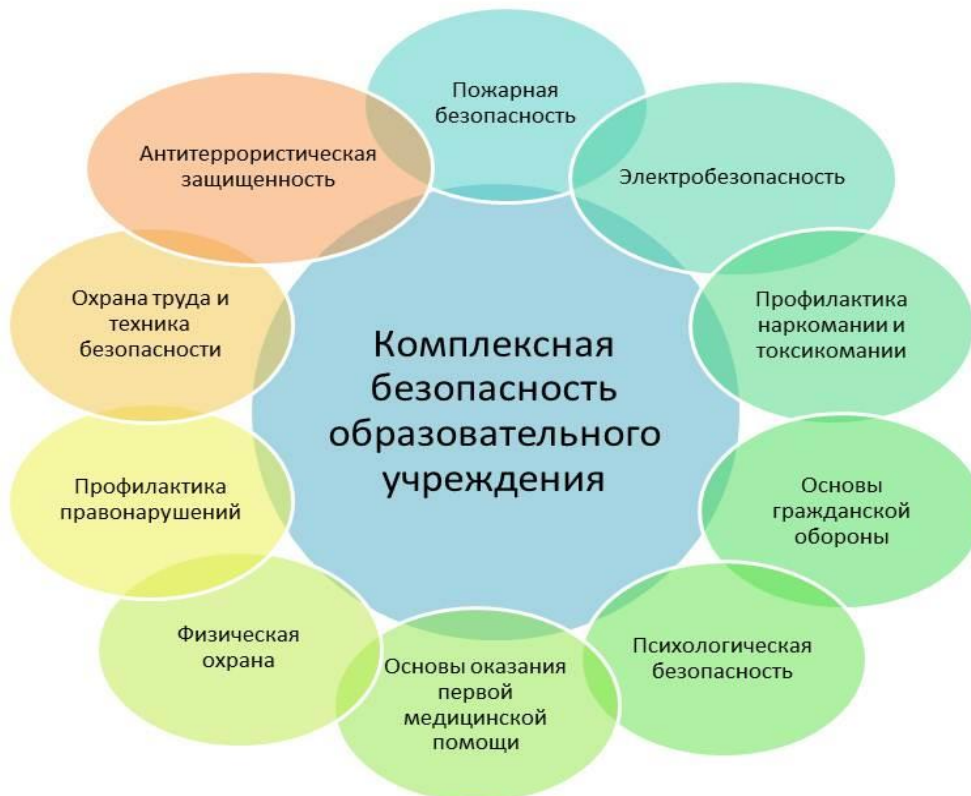 Пожарная
безопасность
Антитеррористическая
защищенность
Электробезопасность
Охрана труда и
техника
безопасности
Профилактика
наркомании и
токсикомании
Комплексная
безопасность
образовательного
учреждения
Профилактика
правонарушений
Основы
гражданской
обороны
Физическая
охрана
Основы оказания
первой
медицинской
помощи
Психологическая
безопасность